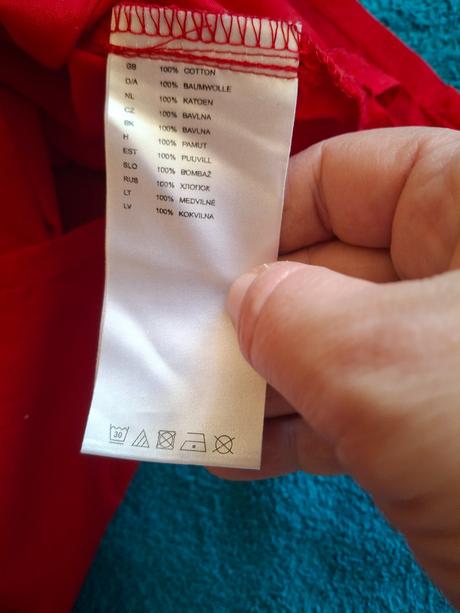 GB 100% COTTON
D/A 100% BAUMWOLLE
NL 100% KATOEN
CZ 100% BAVLNA
BK 100% BAVLNA
H 100% PAMUT
EST 100% PUUVILL
SLO 100% BOMBAŽ
RUS 100% ХЛОПОК
LT 100% MEDVILNĖ
LV 100% KOKVILNA
30